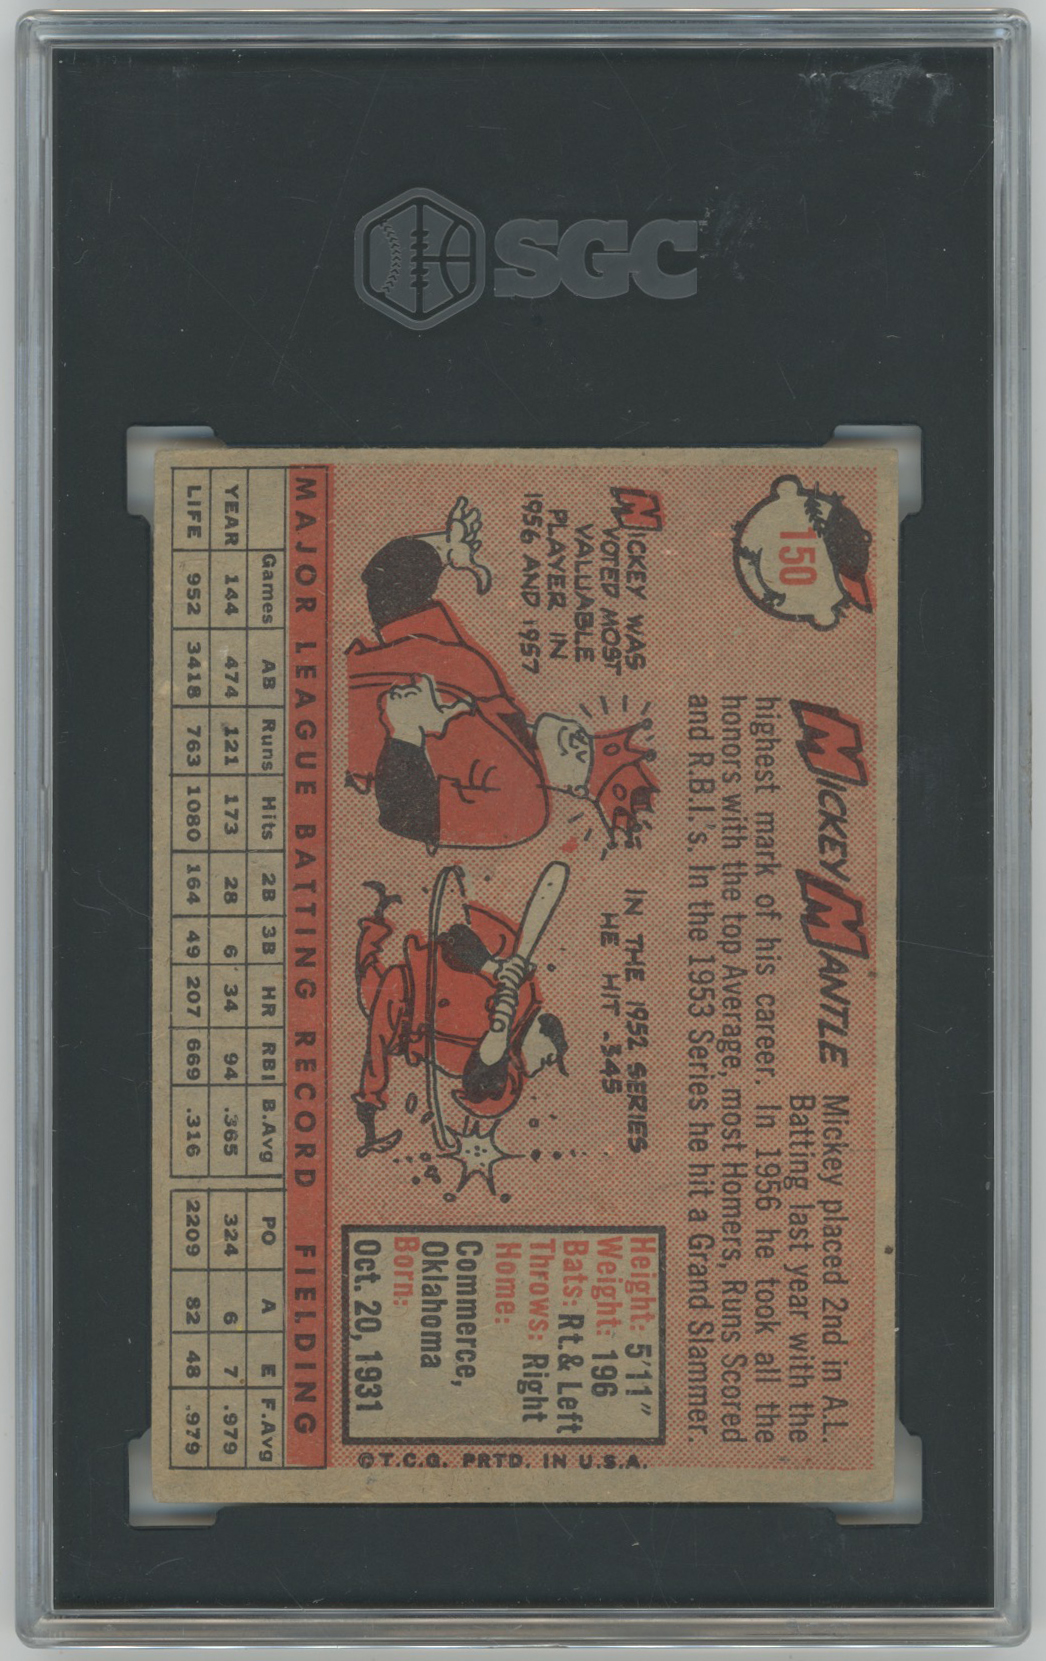 SGC
150
MICKEY MANTLE
Mickey placed 2nd in A.L.
Batting last year with the
highest mark of his career. In 1956 he took all the
honors with the top Average, most Homers, Runs Scored
and R.B.I.'s. In the 1953 Series he hit a Grand Slammer.
MICKEY WAS
VOTED MOST
VALUABLE
PLAYER IN
1956 AND 1957
IN THE 1952 SERIES
HE HIT .345
Height: 5'11"
Weight: 196
Bats: Rt.& Left
Throws: Right
Home:
Commerce,
Oklahoma
Born:
Oct. 20, 1931
©T.C.G. PRTD. IN U.S.A.
MAJOR LEAGUE BATTING RECORD FIELDING
Games AB Runs Hits 2B 3B HR RBI B.Avg PO A E F.Avg
YEAR 144 474 121 173 28 6 34 94 .365 324 6 7 .979
LIFE 952 3418 763 1080 164 49 207 669 .316 2209 82 48 .979